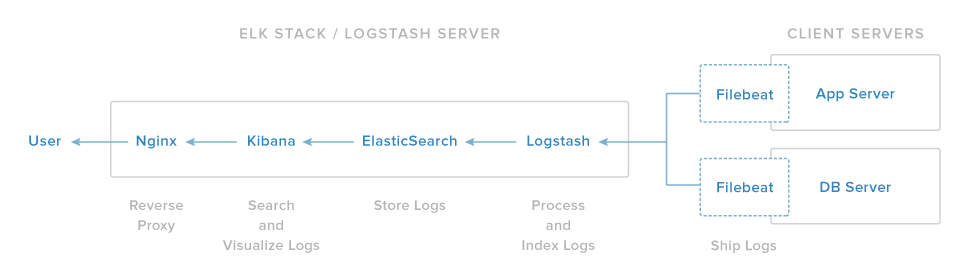 ELK STACK / LOGSTASH SERVER
CLIENT SERVERS
Filebeat
App Server
User
Nginx
Kibana
ElasticSearch
Logstash
Filebeat
DB Server
Reverse
Proxy
Search
and
Visualize Logs
Store Logs
Process
and
Index Logs
Ship Logs